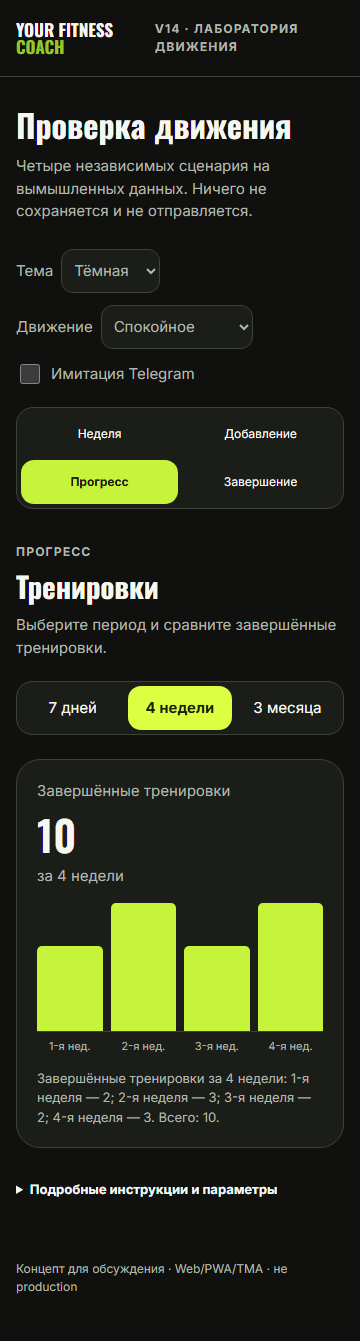 YOUR FITNESS
COACH
V14 · ЛАБОРАТОРИЯ
ДВИЖЕНИЯ
Проверка движения
Четыре независимых сценария на
вымышленных данных. Ничего не
сохраняется и не отправляется.
Тема
Тёмная
Движение
Спокойное
Имитация Telegram
Неделя
Добавление
Прогресс
Завершение
ПРОГРЕСС
Тренировки
Выберите период и сравните завершённые
тренировки.
7 дней
4 недели
3 месяца
Завершённые тренировки
10
за 4 недели
1-я нед.
2-я нед.
3-я нед.
4-я нед.
Завершённые тренировки за 4 недели: 1-я
неделя — 2; 2-я неделя — 3; 3-я неделя —
2; 4-я неделя — 3. Всего: 10.
Подробные инструкции и параметры
Концепт для обсуждения · Web/PWA/TMA · не
production